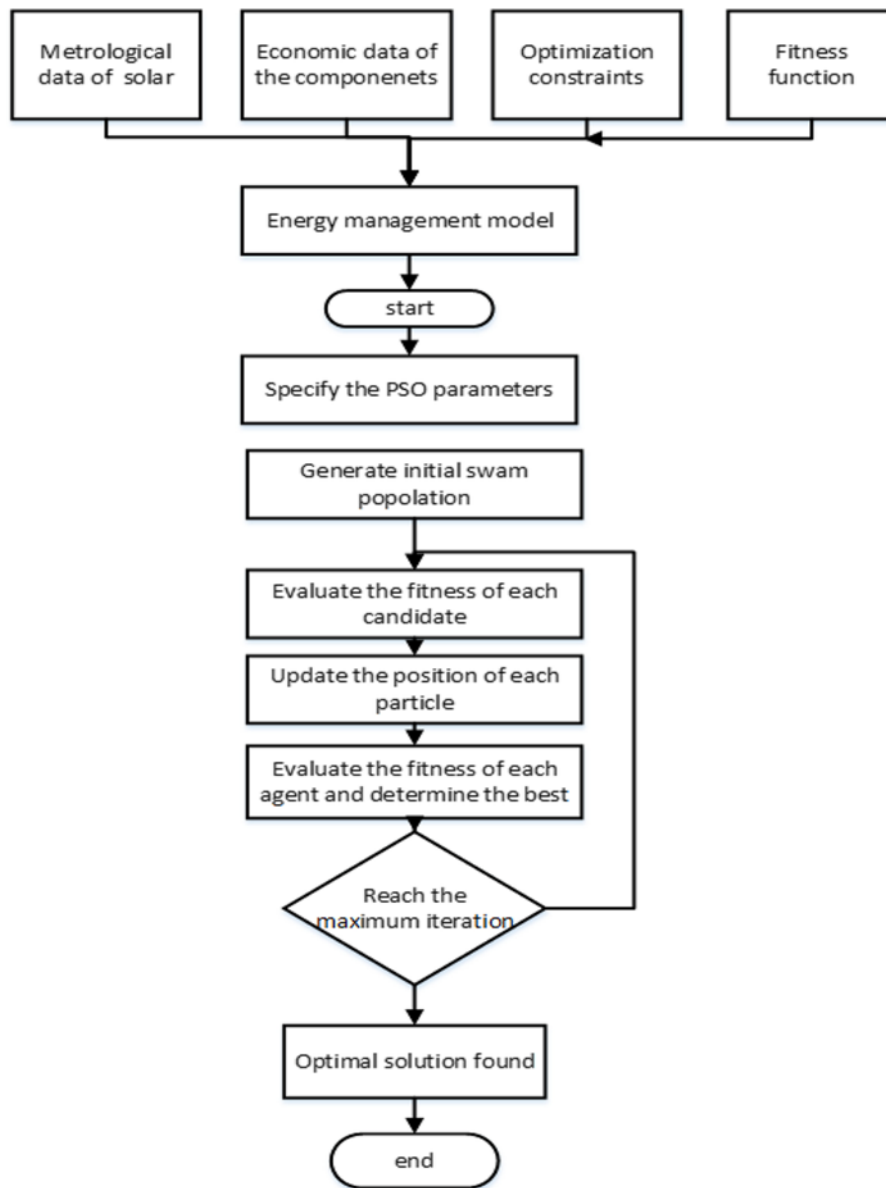 Metrological
data of solar
Economic data of
the componenets
Optimization
constraints
Fitness
function
Energy management model
start
Specify the PSO parameters
Generate initial swam
popolation
Evaluate the fitness of each
candidate
Update the position of each
particle
Evaluate the fitness of each
agent and determine the best
Reach the
maximum iteration
Optimal solution found
end